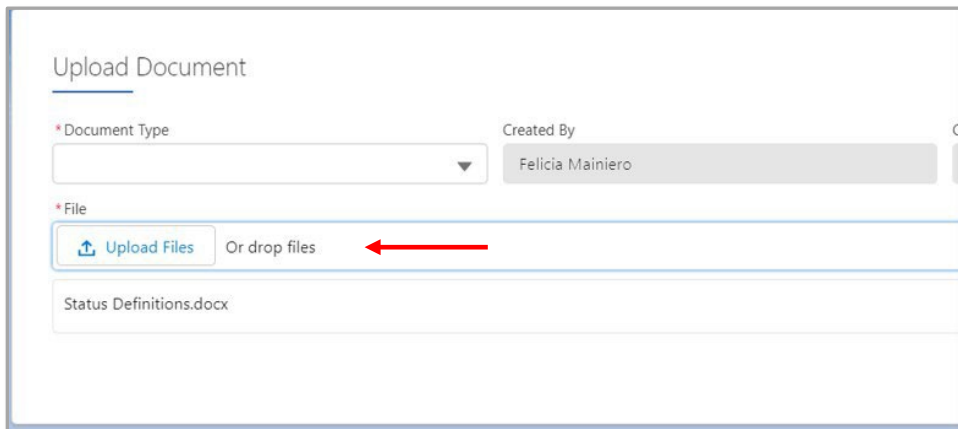 Upload Document
*Document Type
Created By
Felicia Mainiero
*File
Upload Files Or drop files
Status Definitions.docx